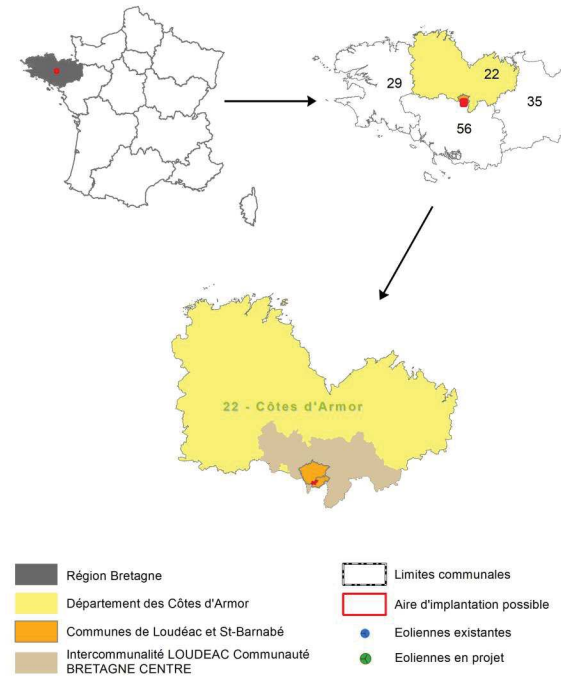 29
22
35
56
22 - Côtes d'Armor
Région Bretagne
Département des Côtes d'Armor
Communes de Loudéac et St-Barnabé
Intercommunalité LOUDEAC Communauté
BRETAGNE CENTRE
Limites communales
Aire d'implantation possible
Eoliennes existantes
Eoliennes en projet